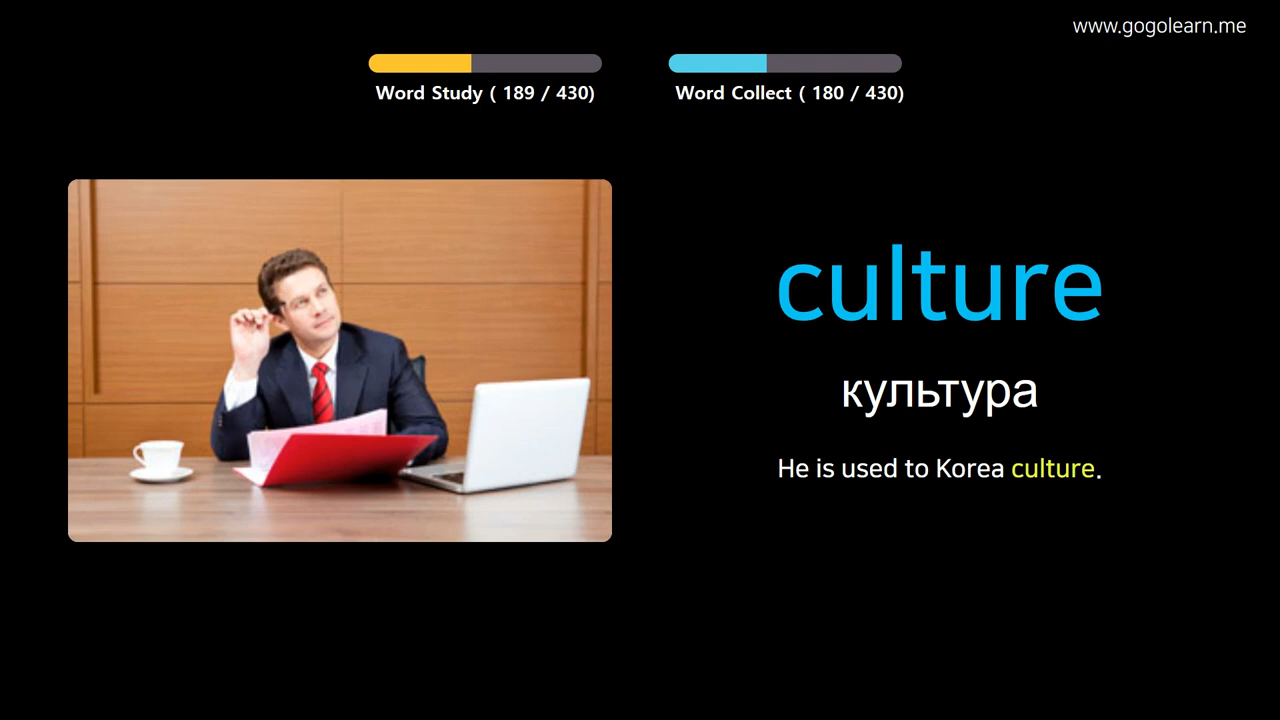 www.gogolearn.me
Word Study ( 189 / 430)
Word Collect ( 180 / 430)
culture
культура
He is used to Korea culture.